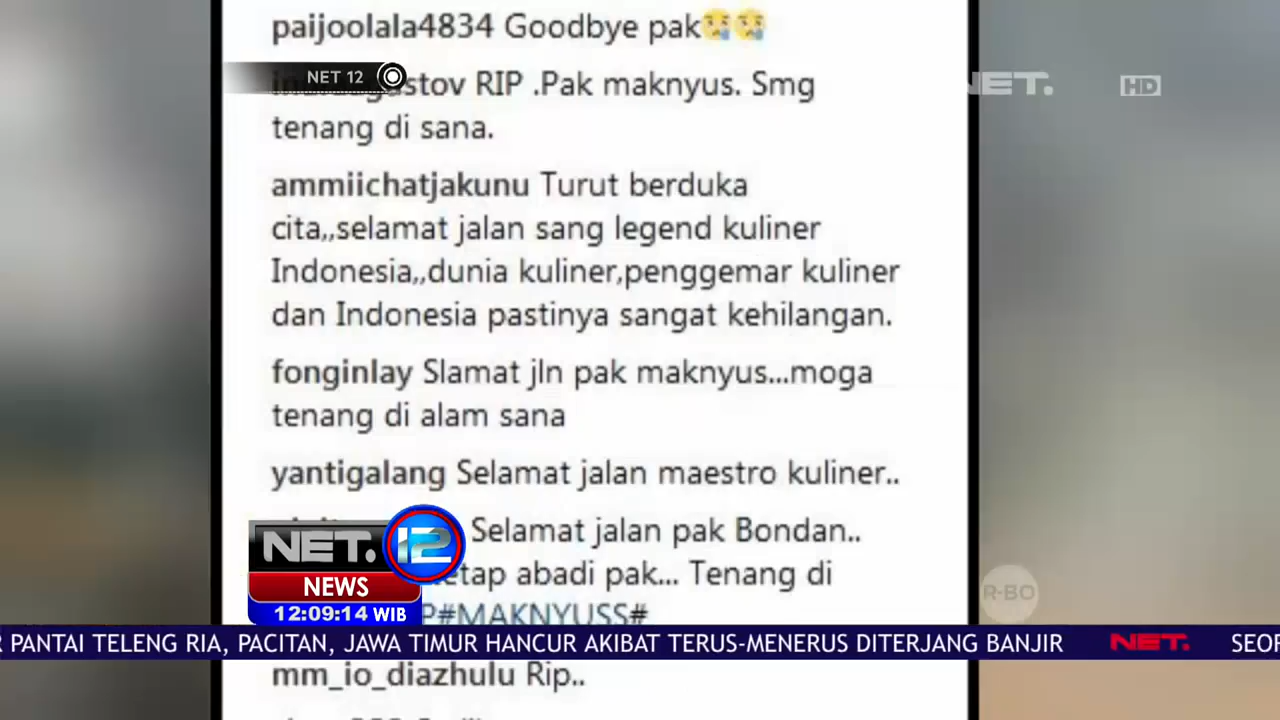 paijoolala4834 Goodbye pak😢😢
NET 12
RIP .Pak maknyus. Smg
tenang di sana.
NET.
HD
ammiichatjakunu Turut berduka
cita,,selamat jalan sang legend kuliner
Indonesia,,dunia kuliner,penggemar kuliner
dan Indonesia pastinya sangat kehilangan.
fonginlay Slamat jln pak maknyus...moga
tenang di alam sana
yantigalang Selamat jalan maestro kuliner..
Selamat jalan pak Bondan..
abadi pak... Tenang di
#MAKNYUSS#
NET. 12
NEWS
12:09:14 WIB
R-BO
PANTAI TELENG RIA, PACITAN, JAWA TIMUR HANCUR AKIBAT TERUS-MENERUS DITERJANG BANJIR NET.
mm_io_diazhulu Rip..